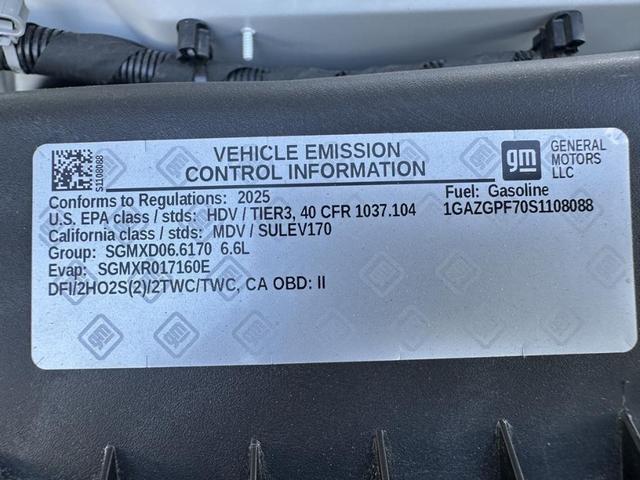 S1108088
VEHICLE EMISSION
CONTROL INFORMATION
gm
GENERAL
MOTORS
LLC
Conforms to Regulations: 2025
Fuel: Gasoline
U.S. EPA class / stds: HDV / TIER3, 40 CFR 1037.104
1GAZGPF70S1108088
California class / stds: MDV / SULEV170
Group: SGMXD06.6170 6.6L
Evap: SGMXR017160E
DFI/2HO2S(2)/2TWC/TWC, CA OBD: II